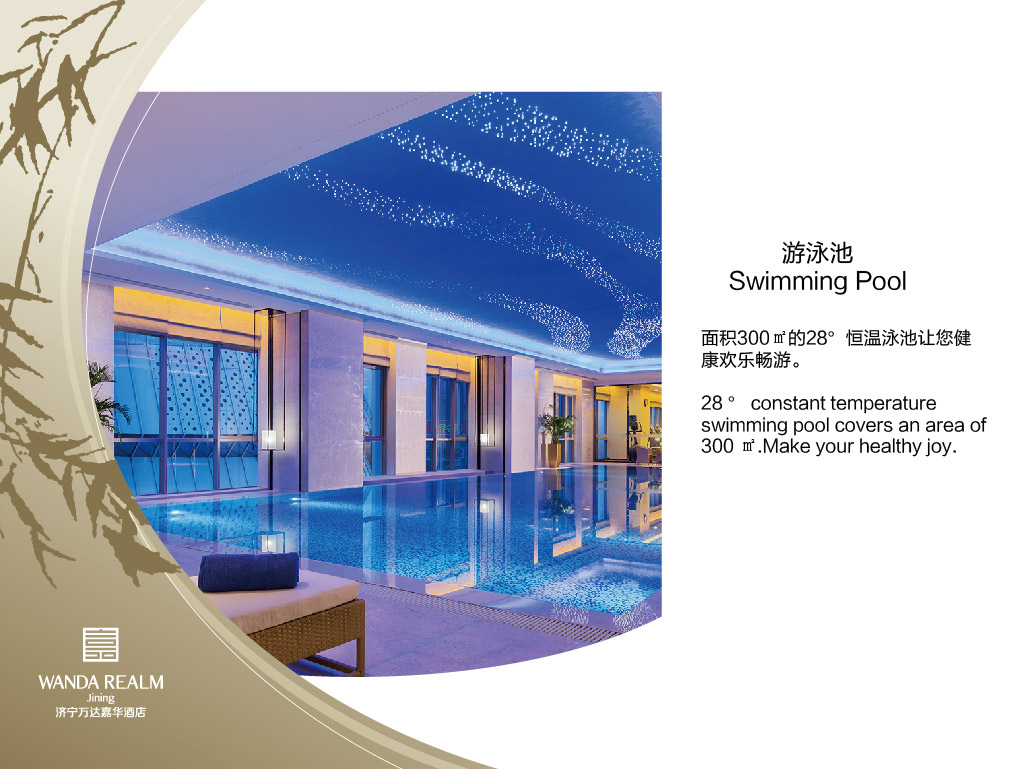 游泳池
Swimming Pool
面积300㎡的28°恒温泳池让您健
康欢乐畅游。
28 ° constant temperature
swimming pool covers an area of
300 ㎡.Make your healthy joy.
WANDA REALM
Jining
济宁万达嘉华酒店